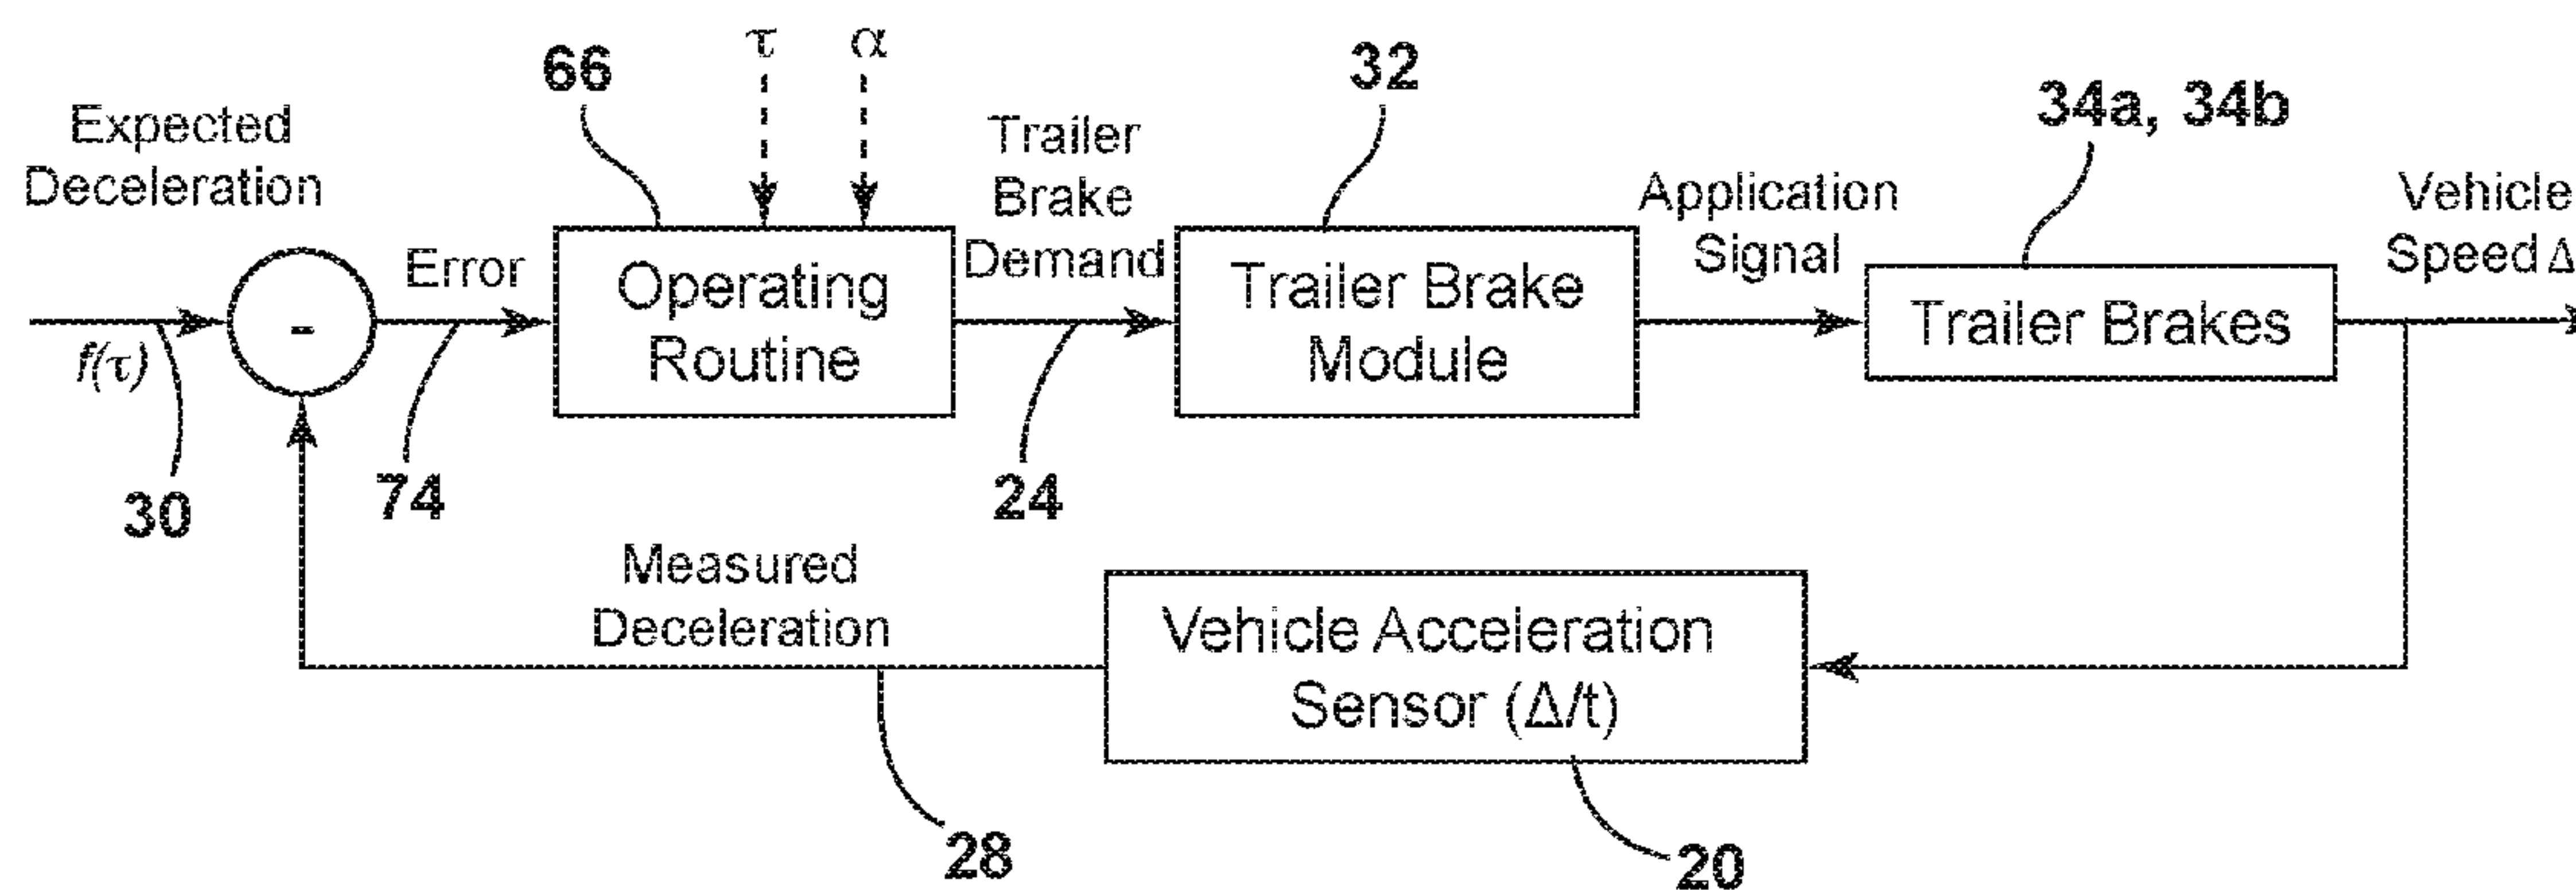 τ α
66
32
34a, 34b
Expected
Deceleration
Trailer
Brake
Demand
Application
Signal
Vehicle
Speed Δ
Error
-
f(τ)
Operating
Routine
Trailer Brake
Module
Trailer Brakes
30
74
24
Measured
Deceleration
Vehicle Acceleration
Sensor (Δ/t)
28
20